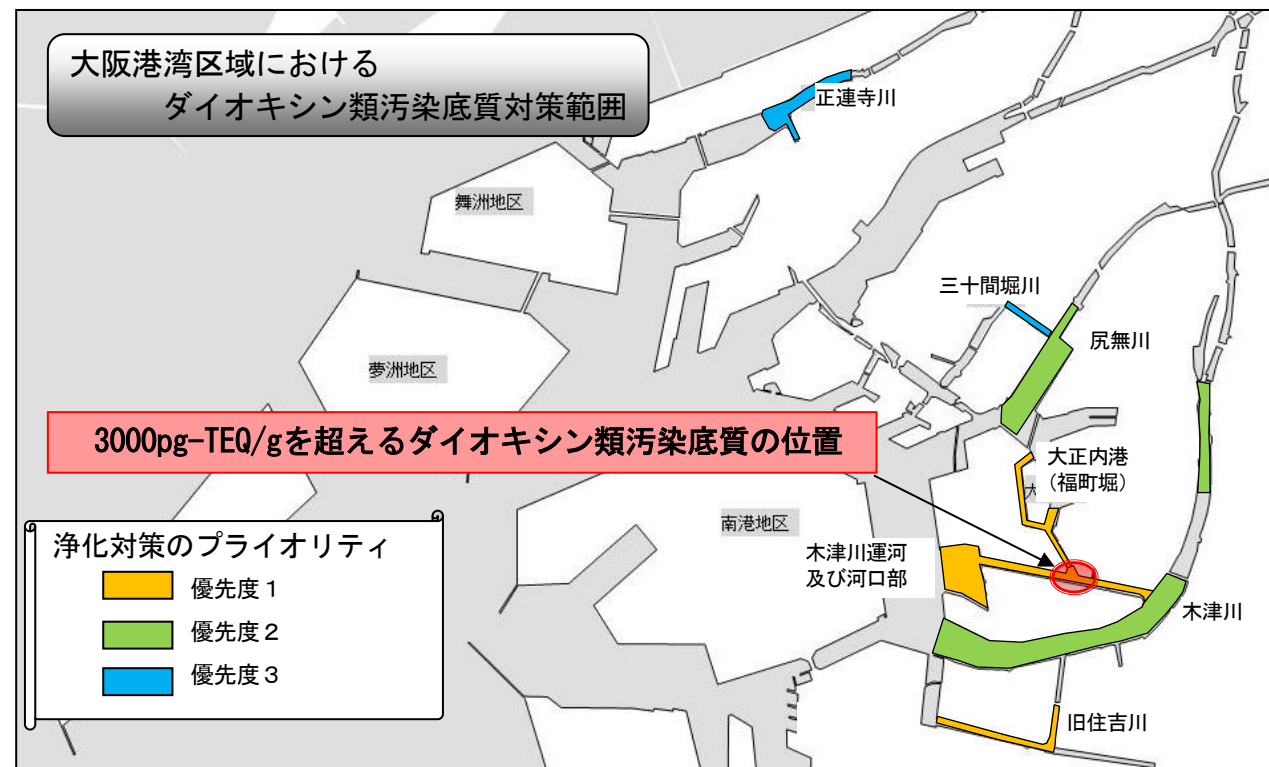 大阪港湾区域における
ダイオキシン類汚染底質対策範囲
正連寺川
舞洲地区
三十間堀川
尻無川
夢洲地区
3000pg-TEQ/gを超えるダイオキシン類汚染底質の位置
大正内港
(福町堀)
大
南港地区
木津川運河
及び河口部
浄化対策のプライオリティ
優先度1
優先度2
優先度3
木津川
旧住吉川